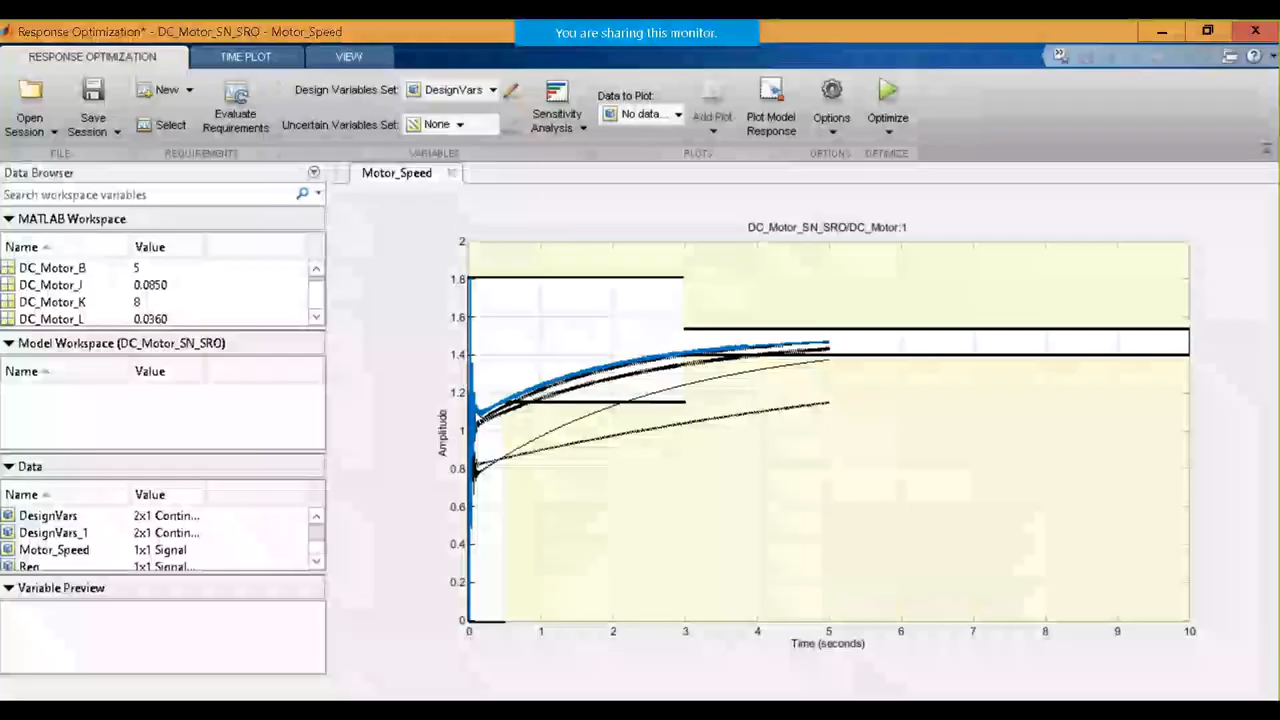 Response Optimization* - DC_Motor_SN_SRO - Motor_Speed
You are sharing this monitor.
RESPONSE OPTIMIZATION
TIME PLOT
VIEW
Open Session
Save Session
New
Select
Evaluate Requirements
Design Variables Set: DesignVars
Uncertain Variables Set: None
Sensitivity Analysis
Data to Plot:
No data...
Add Plot
Plot Model Response
Options
Optimize
FILE
REQUIREMENTS
VARIABLES
PLOTS
OPTIONS
OPTIMIZE
Data Browser
Search workspace variables
MATLAB Workspace
Name Value
DC_Motor_B 5
DC_Motor_J 0.0850
DC_Motor_K 8
DC_Motor_L 0.0360
Model Workspace (DC_Motor_SN_SRO)
Name Value
Data
Name Value
DesignVars 2x1 Contin...
DesignVars_1 2x1 Contin...
Motor_Speed 1x1 Signal
Req 1x1 Signal...
Variable Preview
Motor_Speed
DC_Motor_SN_SRO/DC_Motor:1
2
1.8
1.6
1.4
1.2
1
0.8
0.6
0.4
0.2
0
Amplitude
0 1 2 3 4 5 6 7 8 9 10
Time (seconds)